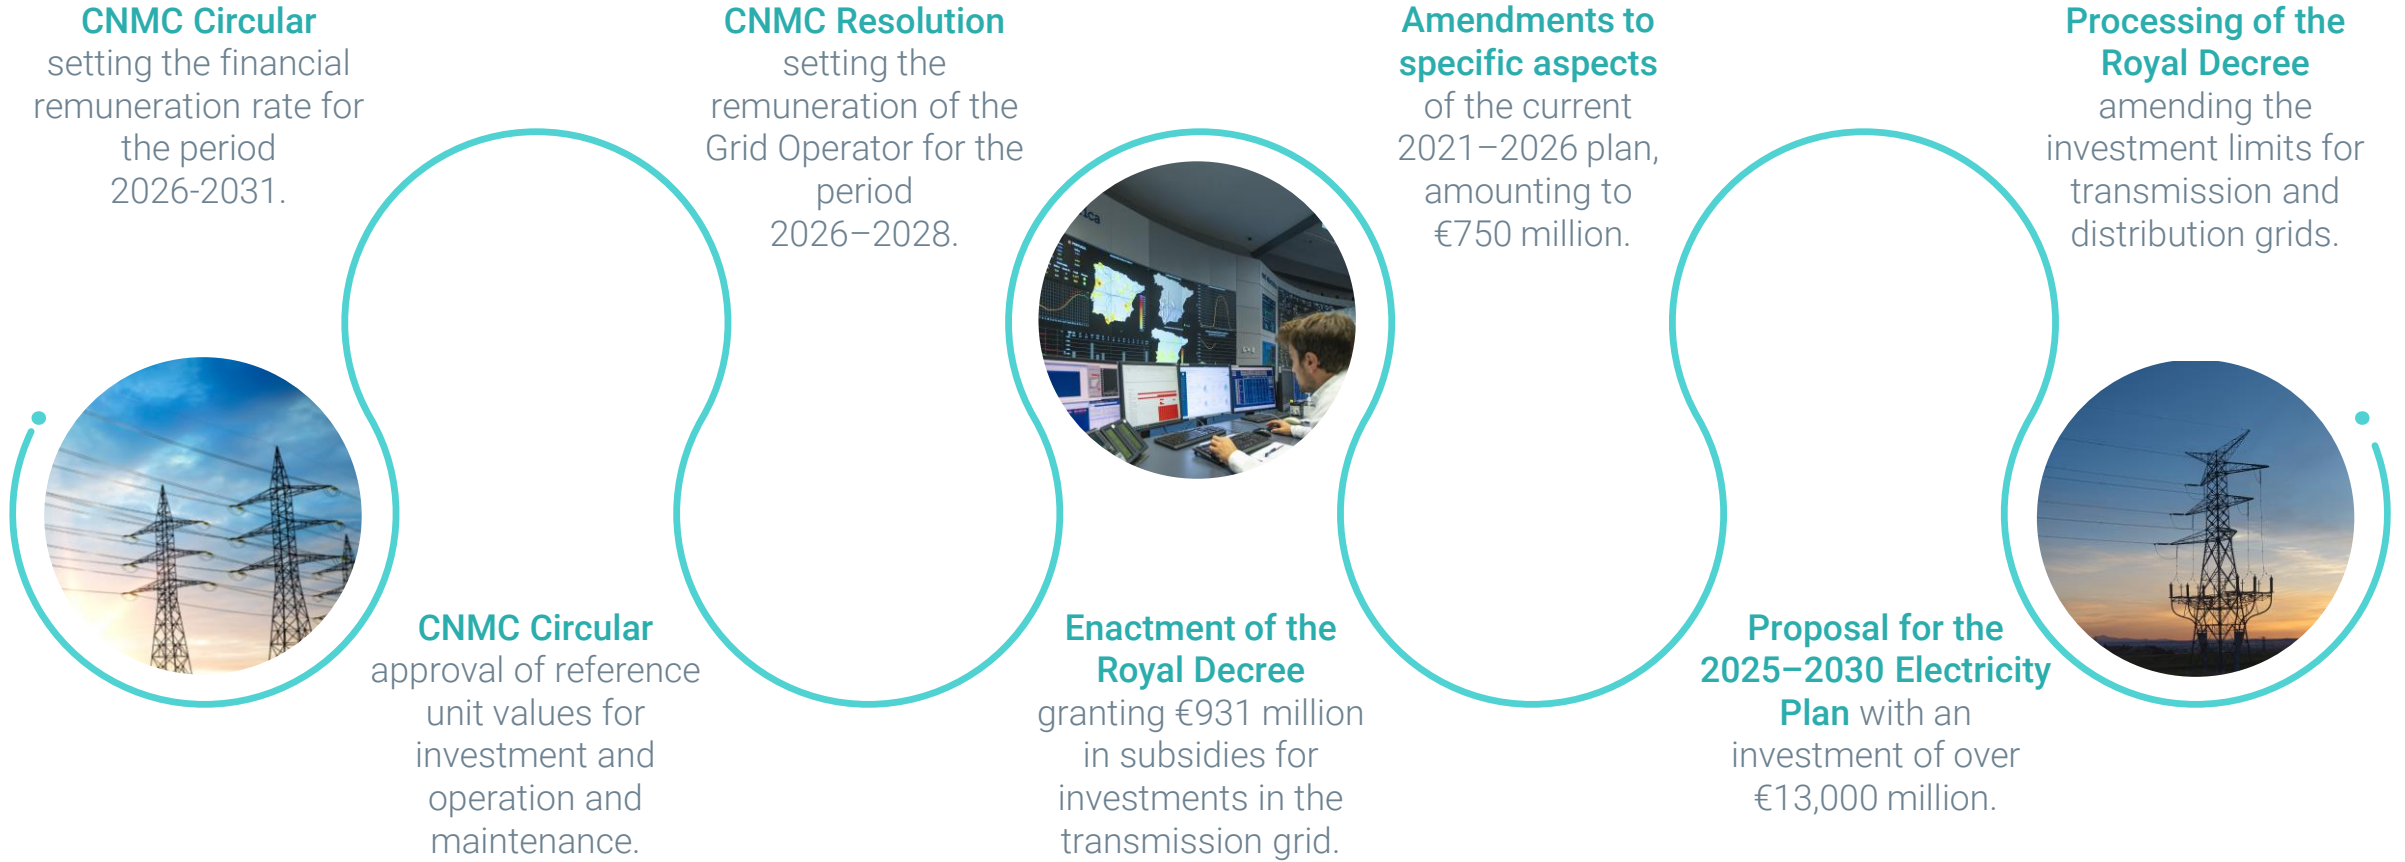 CNMC Circular
setting the financial
remuneration rate for
the period
2026-2031.
CNMC Circular
approval of reference
unit values for
investment and
operation and
maintenance.
CNMC Resolution
setting the
remuneration of the
Grid Operator for the
period
2026–2028.
Enactment of the
Royal Decree
granting €931 million
in subsidies for
investments in the
transmission grid.
Amendments to
specific aspects
of the current
2021–2026 plan,
amounting to
€750 million.
Proposal for the
2025–2030 Electricity
Plan with an
investment of over
€13,000 million.
Processing of the
Royal Decree
amending the
investment limits for
transmission and
distribution grids.